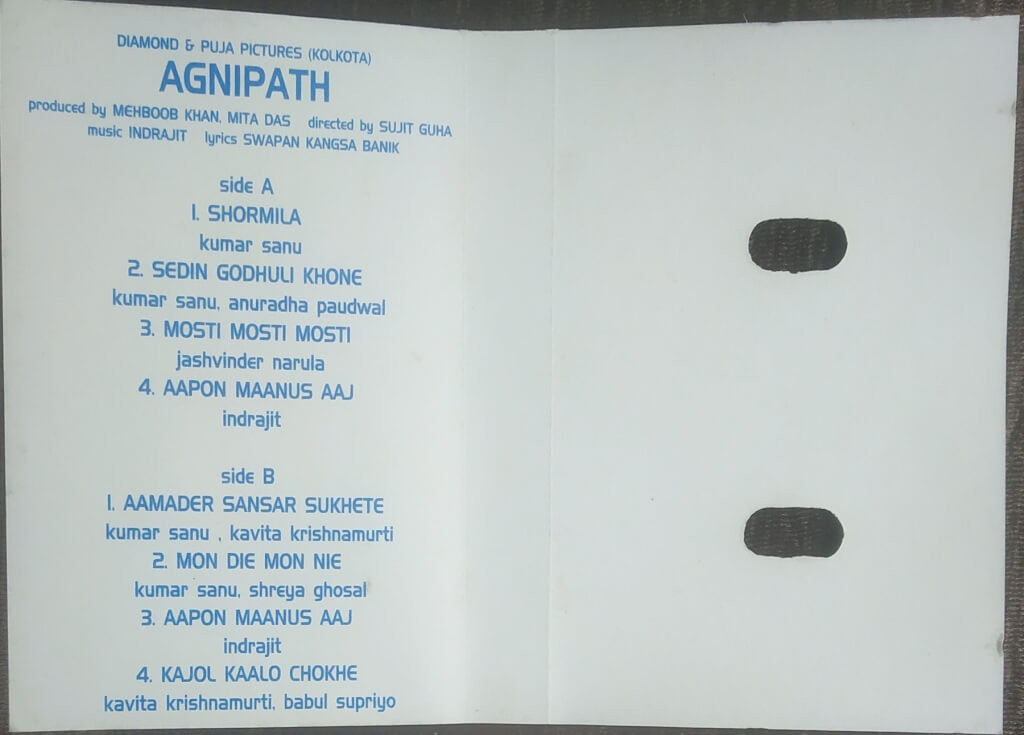 DIAMOND & PUJA PICTURES (KOLKOTA)
AGNIPATH
produced by MEHBOOB KHAN, MITA DAS directed by SUJIT GUHA
music INDRAJIT lyrics SWAPAN KANGSA BANIK
side A
1. SHORMILA
kumar sanu
2. SEDIN GODHULI KHONE
kumar sanu, anuradha paudwal
3. MOSTI MOSTI MOSTI
jashvinder narula
4. AAPON MAANUS AAJ
indrajit
side B
1. AAMADER SANSAR SUKHETE
kumar sanu , kavita krishnamurti
2. MON DIE MON NIE
kumar sanu, shreya ghosal
3. AAPON MAANUS AAJ
indrajit
4. KAJOL KAALO CHOKHE
kavita krishnamurti, babul supriyo